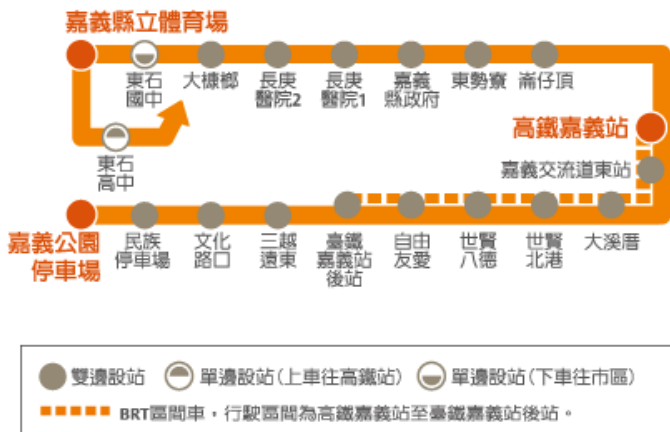 嘉義縣立體育場
東石
國中
大槺榔
長庚
醫院2
長庚
醫院1
嘉義
縣政府
東勢寮
崙仔頂
東石
高中
高鐵嘉義站
嘉義交流道東站
嘉義公園
停車場
民族
停車場
文化
路口
三越
遠東
臺鐵
嘉義站
後站
自由
友愛
世賢
八德
世賢
北港
大溪厝
雙邊設站
單邊設站(上車往高鐵站)
單邊設站(下車往市區)
BRT區間車，行駛區間為高鐵嘉義站至臺鐵嘉義站後站。